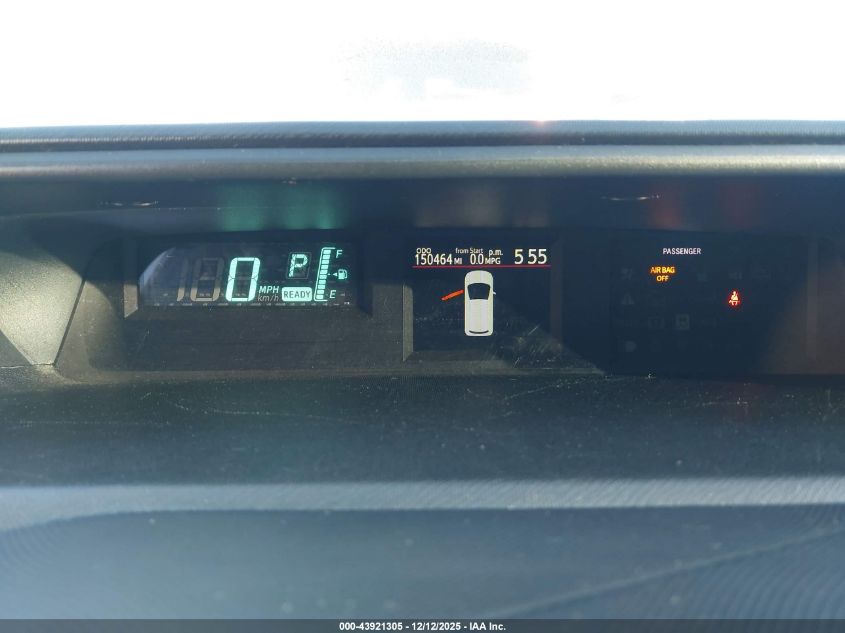 0 MPH
km/h
P
READY
F
E
ODO from Start p.m.
150464 MI 0.0 MPG 5 55
PASSENGER
AIR BAG
OFF
000-43921305 - 12/12/2025 - IAA Inc.